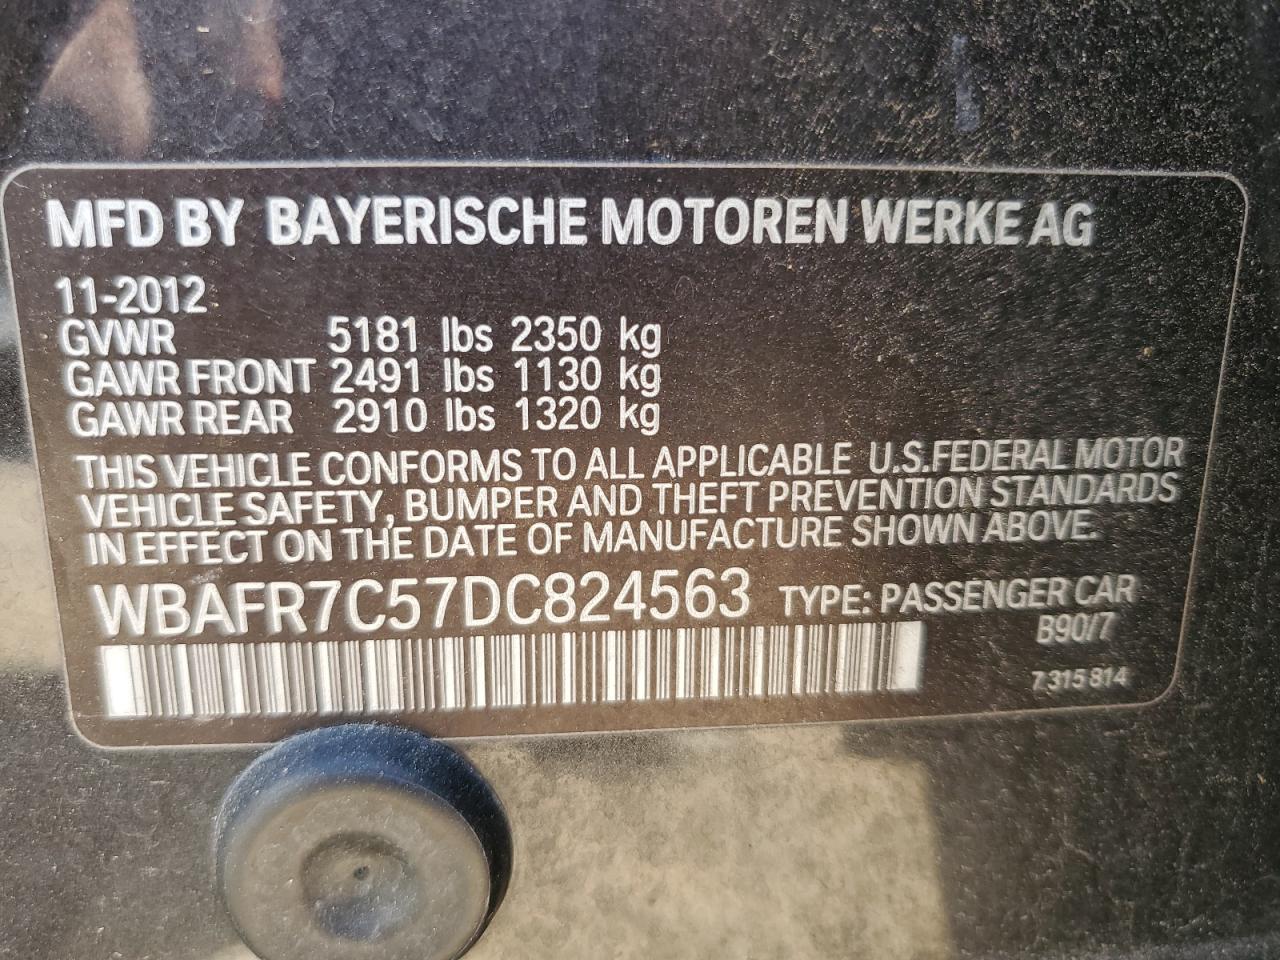 MFD BY BAYERISCHE MOTOREN WERKE AG
11-2012
GVWR 5181 lbs 2350 kg
GAWR FRONT 2491 lbs 1130 kg
GAWR REAR 2910 lbs 1320 kg
THIS VEHICLE CONFORMS TO ALL APPLICABLE U.S.FEDERAL MOTOR
VEHICLE SAFETY, BUMPER AND THEFT PREVENTION STANDARDS
IN EFFECT ON THE DATE OF MANUFACTURE SHOWN ABOVE.
WBAFR7C57DC824563 TYPE: PASSENGER CAR
B90/7
7 315 814